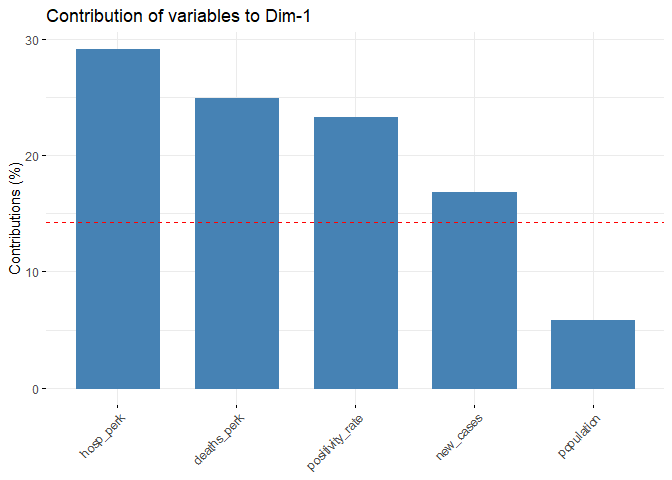 Contribution of variables to Dim-1
Contributions (%)
30
20
10
0
hosp_perk
deaths_perk
positivity_rate
new_cases
population